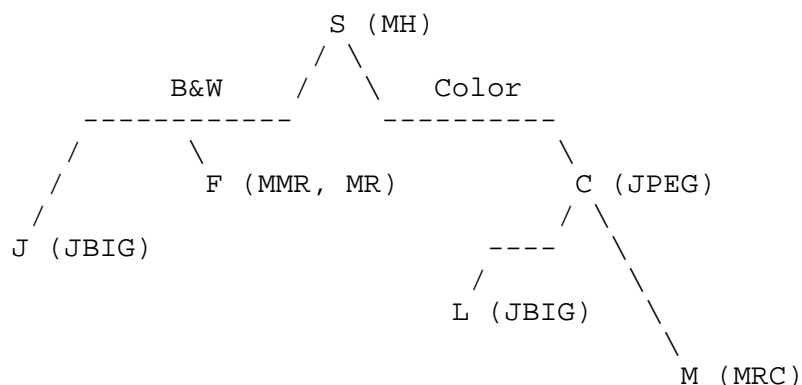 S (MH)
B&W Color
F (MMR, MR) C (JPEG)
J (JBIG)
L (JBIG)
M (MRC)